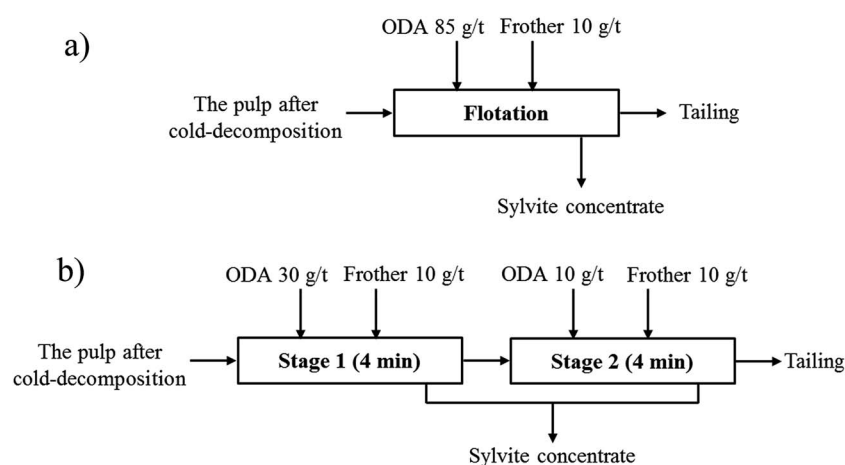 a)
ODA 85 g/t Frother 10 g/t
The pulp after
cold-decomposition
Flotation
Tailing
Sylvite concentrate
b)
ODA 30 g/t Frother 10 g/t ODA 10 g/t Frother 10 g/t
The pulp after
cold-decomposition
Stage 1 (4 min)
Stage 2 (4 min)
Tailing
Sylvite concentrate